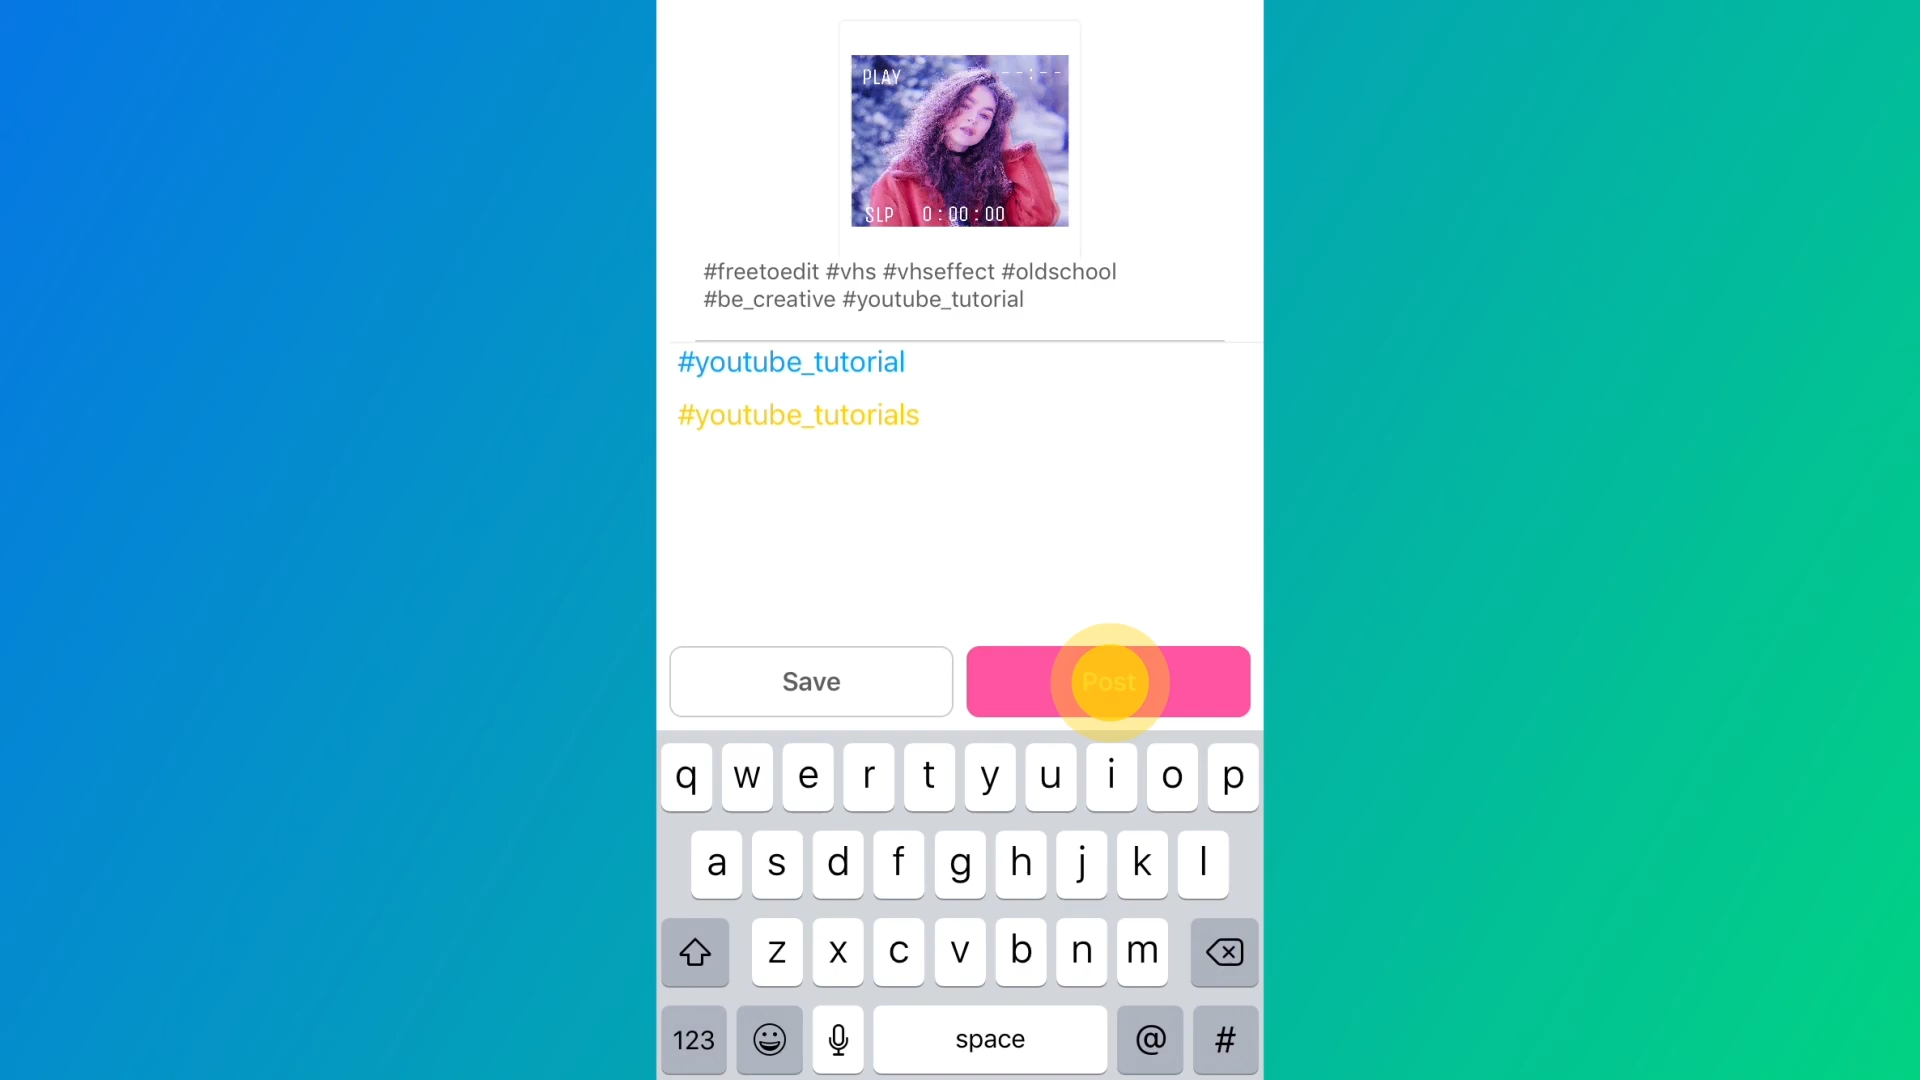 PLAY --:--
SLP 0:00:00
#freetoedit #vhs #vhseffect #oldschool
#be_creative #youtube_tutorial
#youtube_tutorial
#youtube_tutorials
Save Post
q w e r t y u i o p
a s d f g h j k l
z x c v b n m
123 space @ #